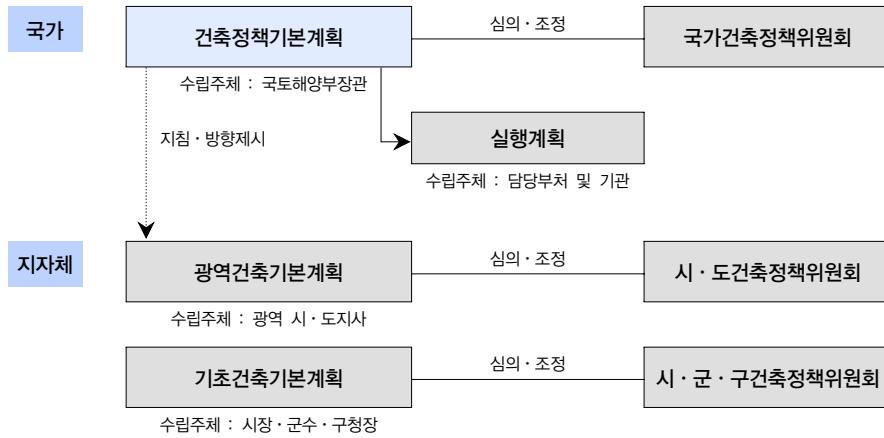 국가
건축정책기본계획
심의·조정
국가건축정책위원회
수립주체 : 국토해양부장관
지침·방향제시
실행계획
수립주체 : 담당부처 및 기관
지자체
광역건축기본계획
심의·조정
시·도건축정책위원회
수립주체 : 광역 시·도지사
기초건축기본계획
심의·조정
시·군·구건축정책위원회
수립주체 : 시장·군수·구청장